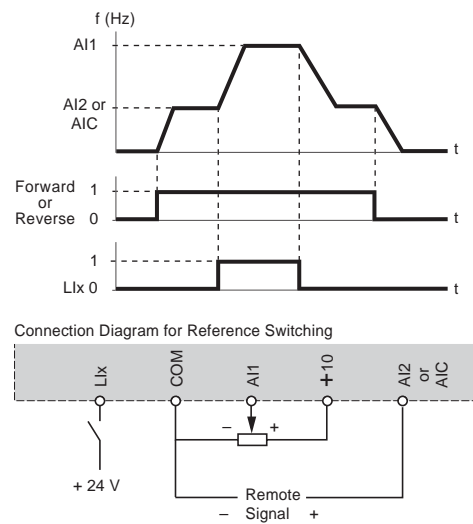 f (Hz)
AI1
AI2 or
AIC
t
Forward
or
Reverse
1
0
t
1
LIx 0
t
Connection Diagram for Reference Switching
LIx
COM
AI1
+10
AI2
or
AIC
– +
+ 24 V
Remote
– Signal +